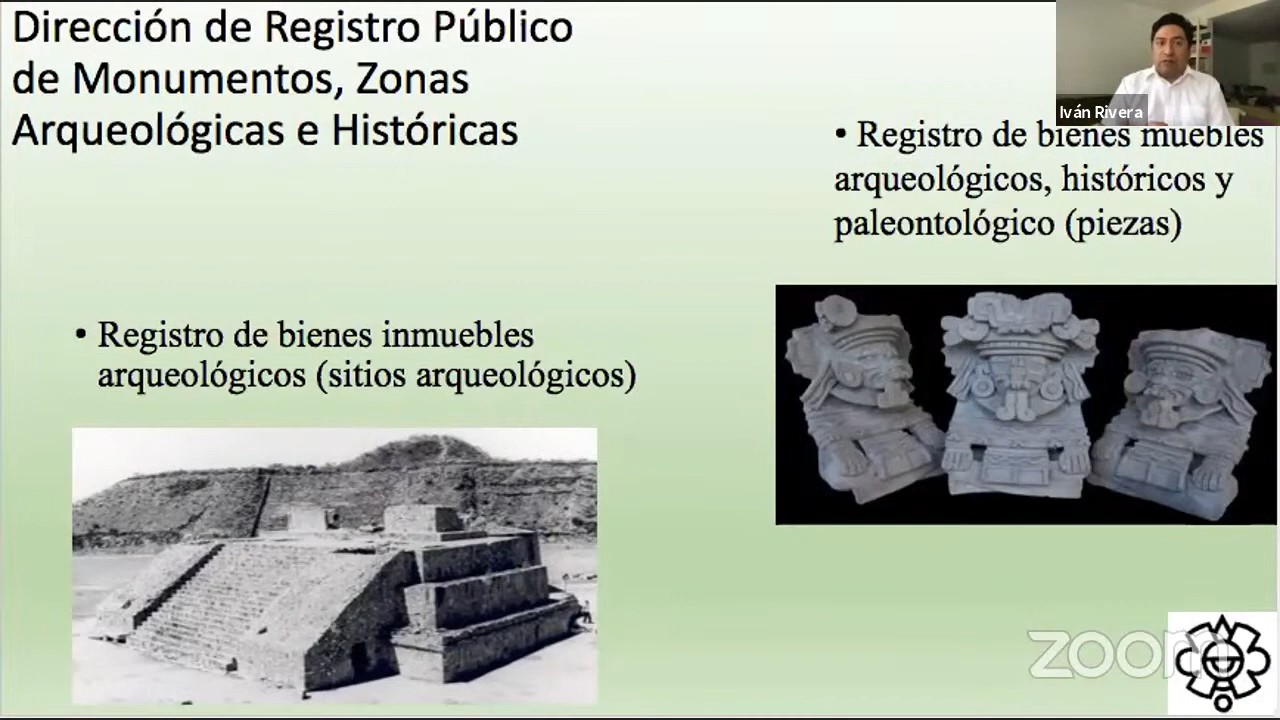 Dirección de Registro Público
de Monumentos, Zonas
Arqueológicas e Históricas
Iván Rivera
• Registro de bienes muebles
arqueológicos, históricos y
paleontológico (piezas)
• Registro de bienes inmuebles
arqueológicos (sitios arqueológicos)
zoom